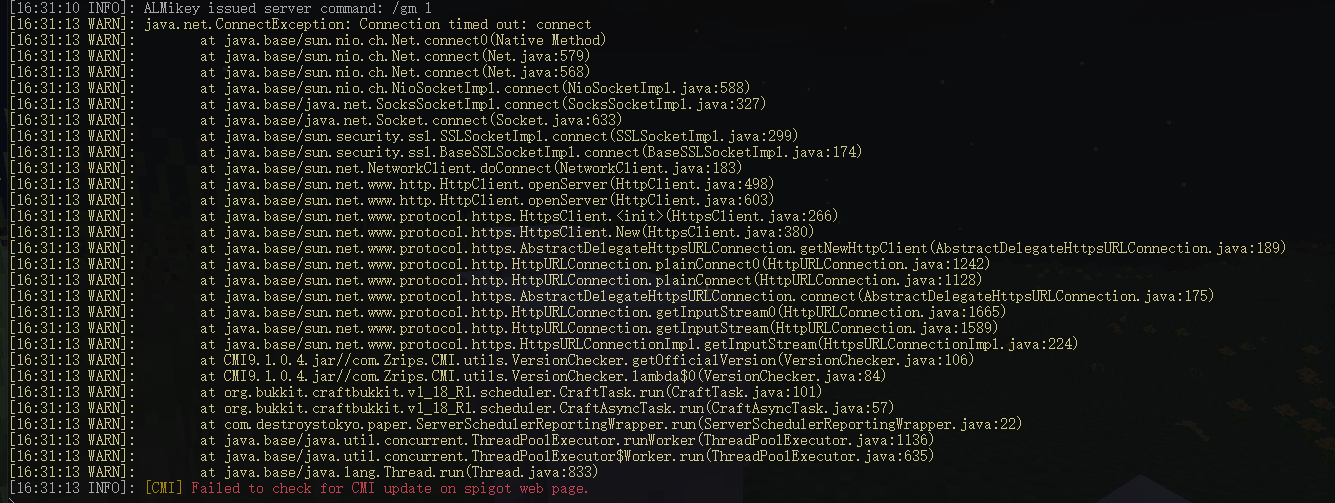 [16:31:10 INFO]: ALMikey issued server command: /gm 1
[16:31:13 WARN]: java.net.ConnectException: Connection timed out: connect
[16:31:13 WARN]: at java.base/sun.nio.ch.Net.connect0(Native Method)
[16:31:13 WARN]: at java.base/sun.nio.ch.Net.connect(Net.java:579)
[16:31:13 WARN]: at java.base/sun.nio.ch.Net.connect(Net.java:568)
[16:31:13 WARN]: at java.base/sun.nio.ch.NioSocketImpl.connect(NioSocketImpl.java:588)
[16:31:13 WARN]: at java.base/java.net.SocksSocketImpl.connect(SocksSocketImpl.java:327)
[16:31:13 WARN]: at java.base/java.net.Socket.connect(Socket.java:633)
[16:31:13 WARN]: at java.base/sun.security.ssl.SSLSocketImpl.connect(SSLSocketImpl.java:299)
[16:31:13 WARN]: at java.base/sun.security.ssl.BaseSSLSocketImpl.connect(BaseSSLSocketImpl.java:174)
[16:31:13 WARN]: at java.base/sun.net.NetworkClient.doConnect(NetworkClient.java:183)
[16:31:13 WARN]: at java.base/sun.net.www.http.HttpClient.openServer(HttpClient.java:498)
[16:31:13 WARN]: at java.base/sun.net.www.http.HttpClient.openServer(HttpClient.java:603)
[16:31:13 WARN]: at java.base/sun.net.www.protocol.https.HttpsClient.<init>(HttpsClient.java:266)
[16:31:13 WARN]: at java.base/sun.net.www.protocol.https.HttpsClient.New(HttpsClient.java:380)
[16:31:13 WARN]: at java.base/sun.net.www.protocol.https.AbstractDelegateHttpsURLConnection.getNewHttpClient(AbstractDelegateHttpsURLConnection.java:189)
[16:31:13 WARN]: at java.base/sun.net.www.protocol.http.HttpURLConnection.plainConnect0(HttpURLConnection.java:1242)
[16:31:13 WARN]: at java.base/sun.net.www.protocol.http.HttpURLConnection.plainConnect(HttpURLConnection.java:1128)
[16:31:13 WARN]: at java.base/sun.net.www.protocol.https.AbstractDelegateHttpsURLConnection.connect(AbstractDelegateHttpsURLConnection.java:175)
[16:31:13 WARN]: at java.base/sun.net.www.protocol.http.HttpURLConnection.getInputStream0(HttpURLConnection.java:1665)
[16:31:13 WARN]: at java.base/sun.net.www.protocol.http.HttpURLConnection.getInputStream(HttpURLConnection.java:1589)
[16:31:13 WARN]: at java.base/sun.net.www.protocol.https.HttpsURLConnectionImpl.getInputStream(HttpsURLConnectionImpl.java:224)
[16:31:13 WARN]: at CMI9.1.0.4.jar//com.Zrips.CMI.utils.VersionChecker.getOfficialVersion(VersionChecker.java:106)
[16:31:13 WARN]: at CMI9.1.0.4.jar//com.Zrips.CMI.utils.VersionChecker.lambda$0(VersionChecker.java:84)
[16:31:13 WARN]: at org.bukkit.craftbukkit.v1_18_R1.scheduler.CraftTask.run(CraftTask.java:101)
[16:31:13 WARN]: at org.bukkit.craftbukkit.v1_18_R1.scheduler.CraftAsyncTask.run(CraftAsyncTask.java:57)
[16:31:13 WARN]: at com.destroystokyo.paper.ServerSchedulerReportingWrapper.run(ServerSchedulerReportingWrapper.java:22)
[16:31:13 WARN]: at java.base/java.util.concurrent.ThreadPoolExecutor.runWorker(ThreadPoolExecutor.java:1136)
[16:31:13 WARN]: at java.base/java.util.concurrent.ThreadPoolExecutor$Worker.run(ThreadPoolExecutor.java:635)
[16:31:13 WARN]: at java.base/java.lang.Thread.run(Thread.java:833)
[16:31:13 INFO]: [CMI] Failed to check for CMI update on spigot web page.